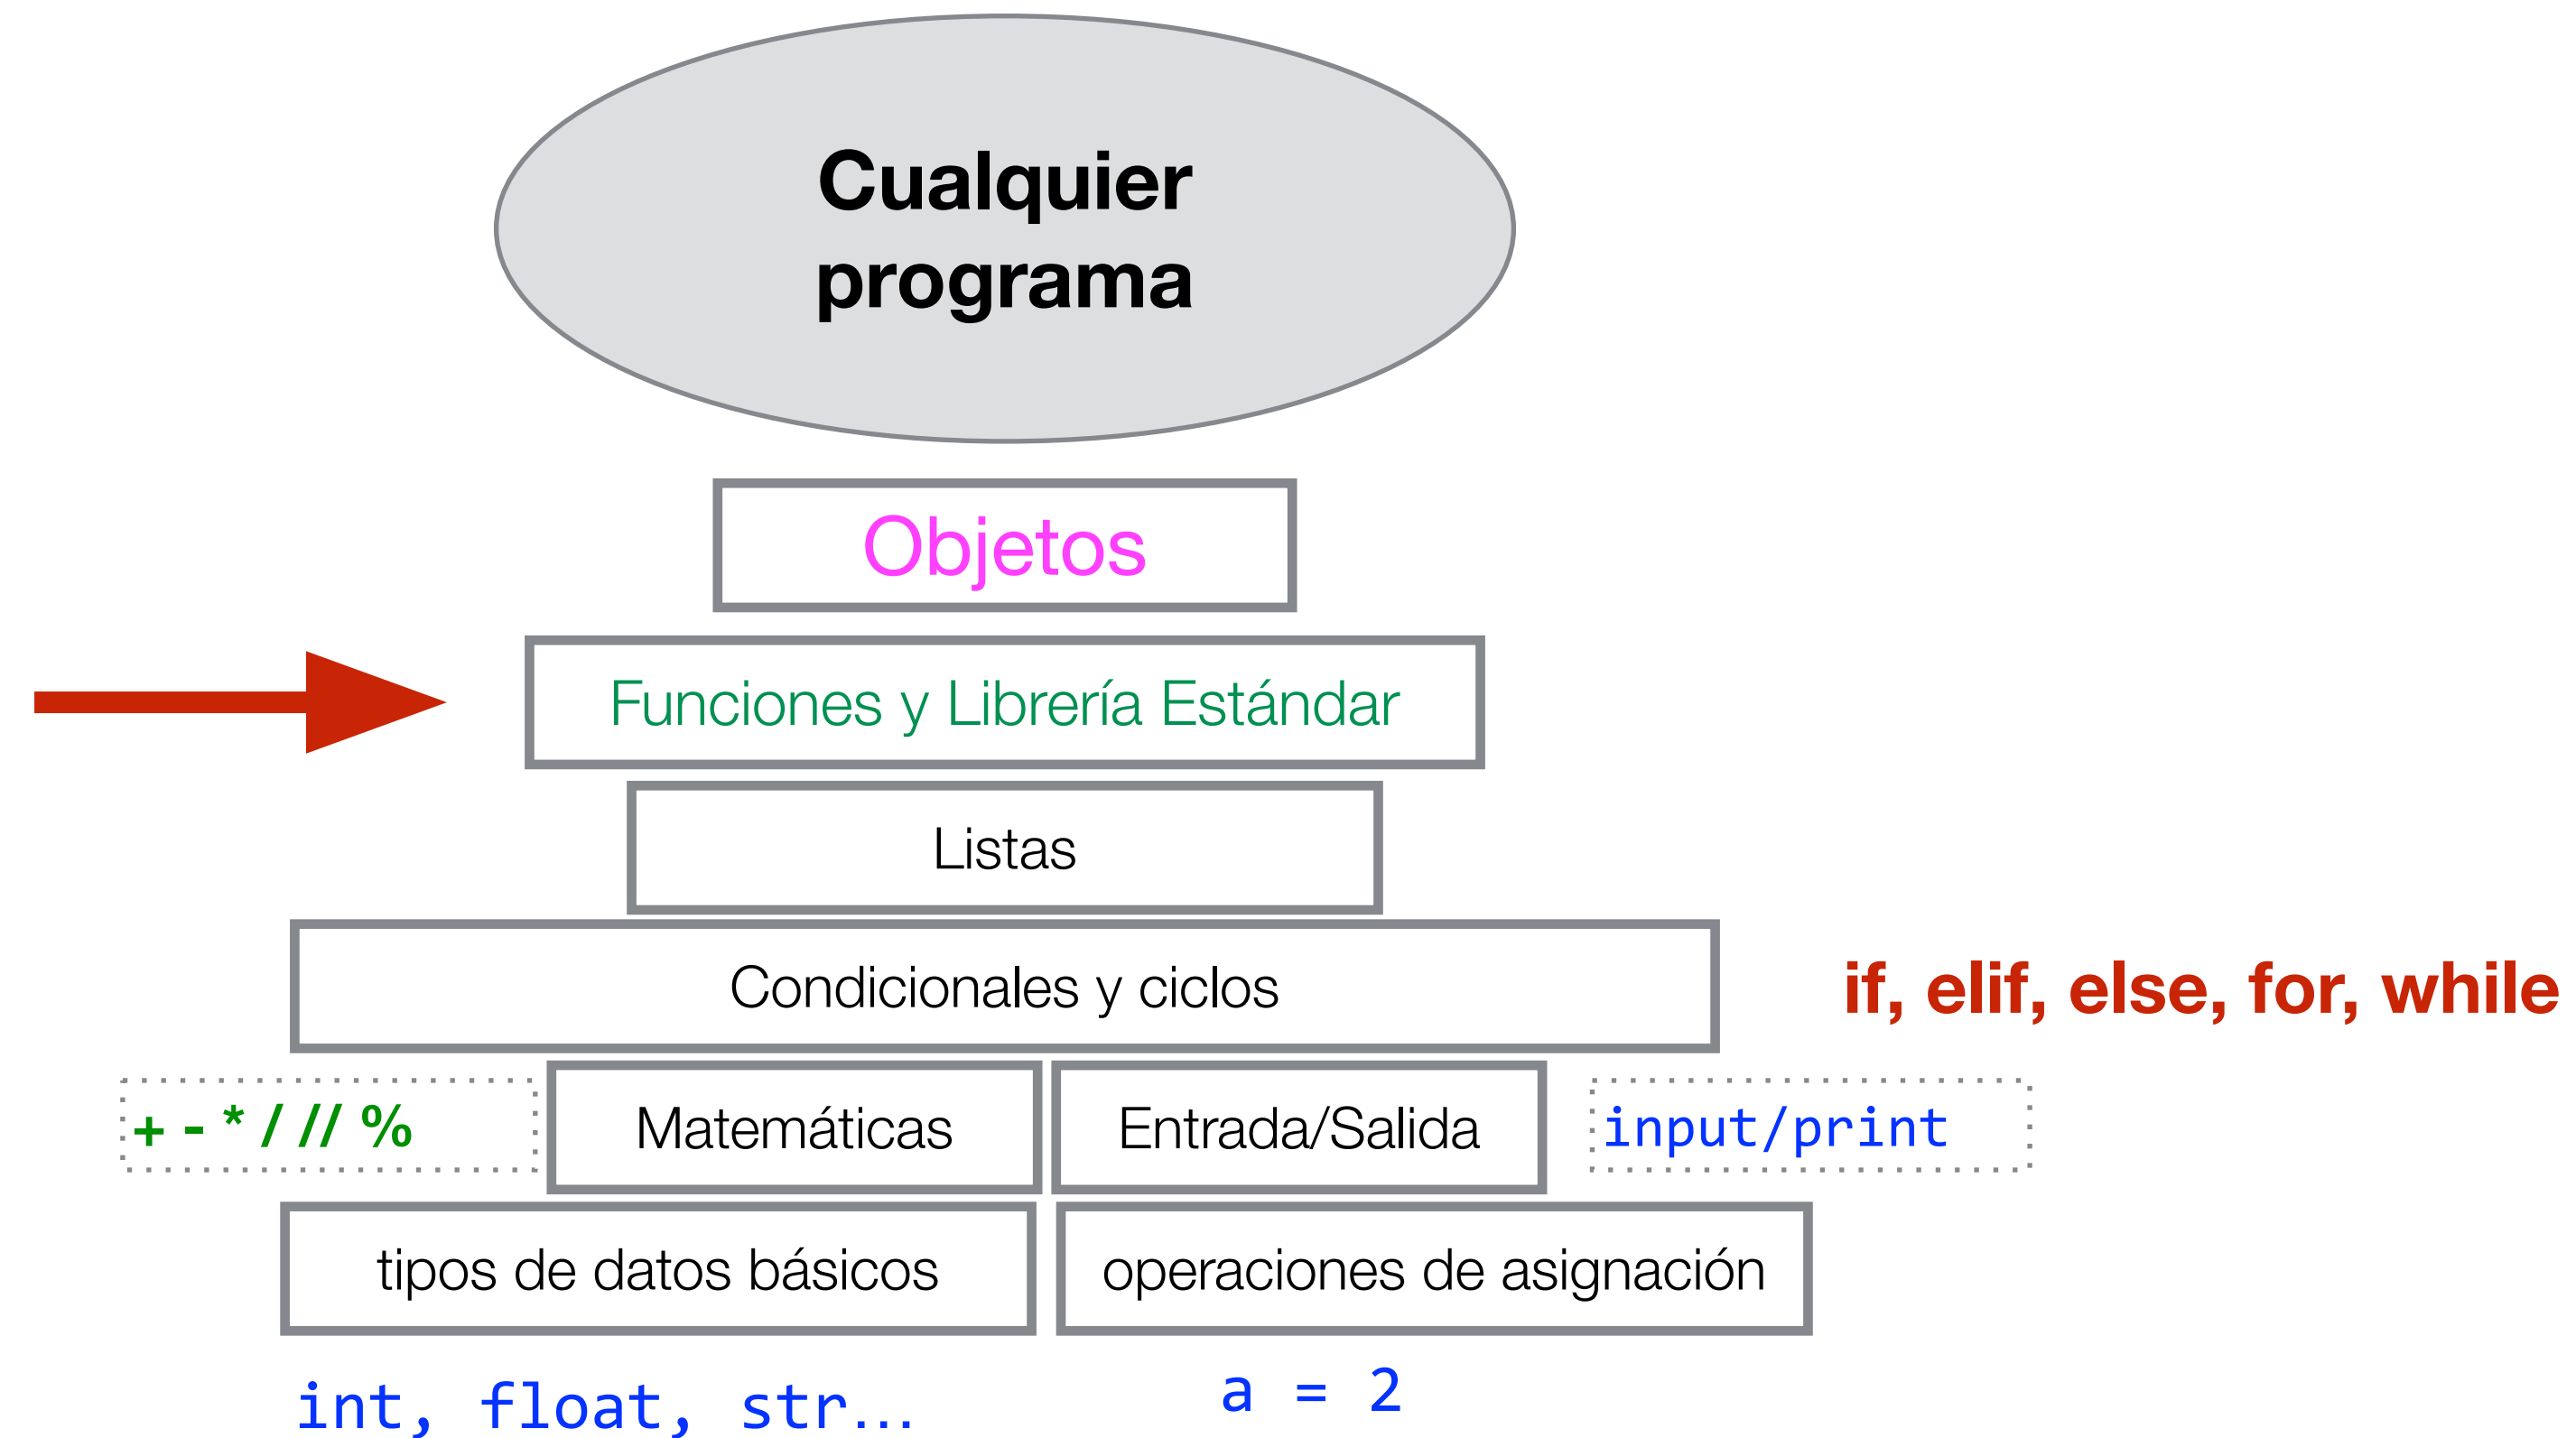 Cualquier
programa
Objetos
Funciones y Librería Estándar
Listas
Condicionales y ciclos
if, elif, else, for, while
+ - * / // %
Matemáticas
Entrada/Salida
input/print
tipos de datos básicos
operaciones de asignación
int, float, str...
a = 2